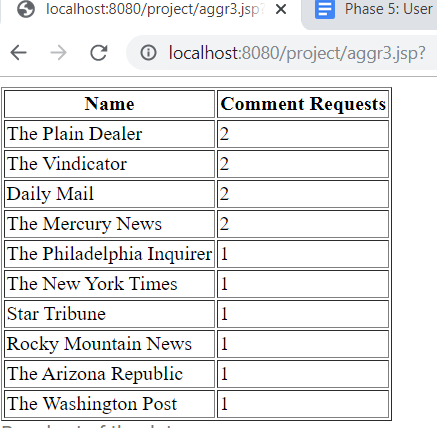 localhost:8080/project/aggr3.jsp?
Phase 5: User
localhost:8080/project/aggr3.jsp?
Name Comment Requests
The Plain Dealer 2
The Vindicator 2
Daily Mail 2
The Mercury News 2
The Philadelphia Inquirer 1
The New York Times 1
Star Tribune 1
Rocky Mountain News 1
The Arizona Republic 1
The Washington Post 1